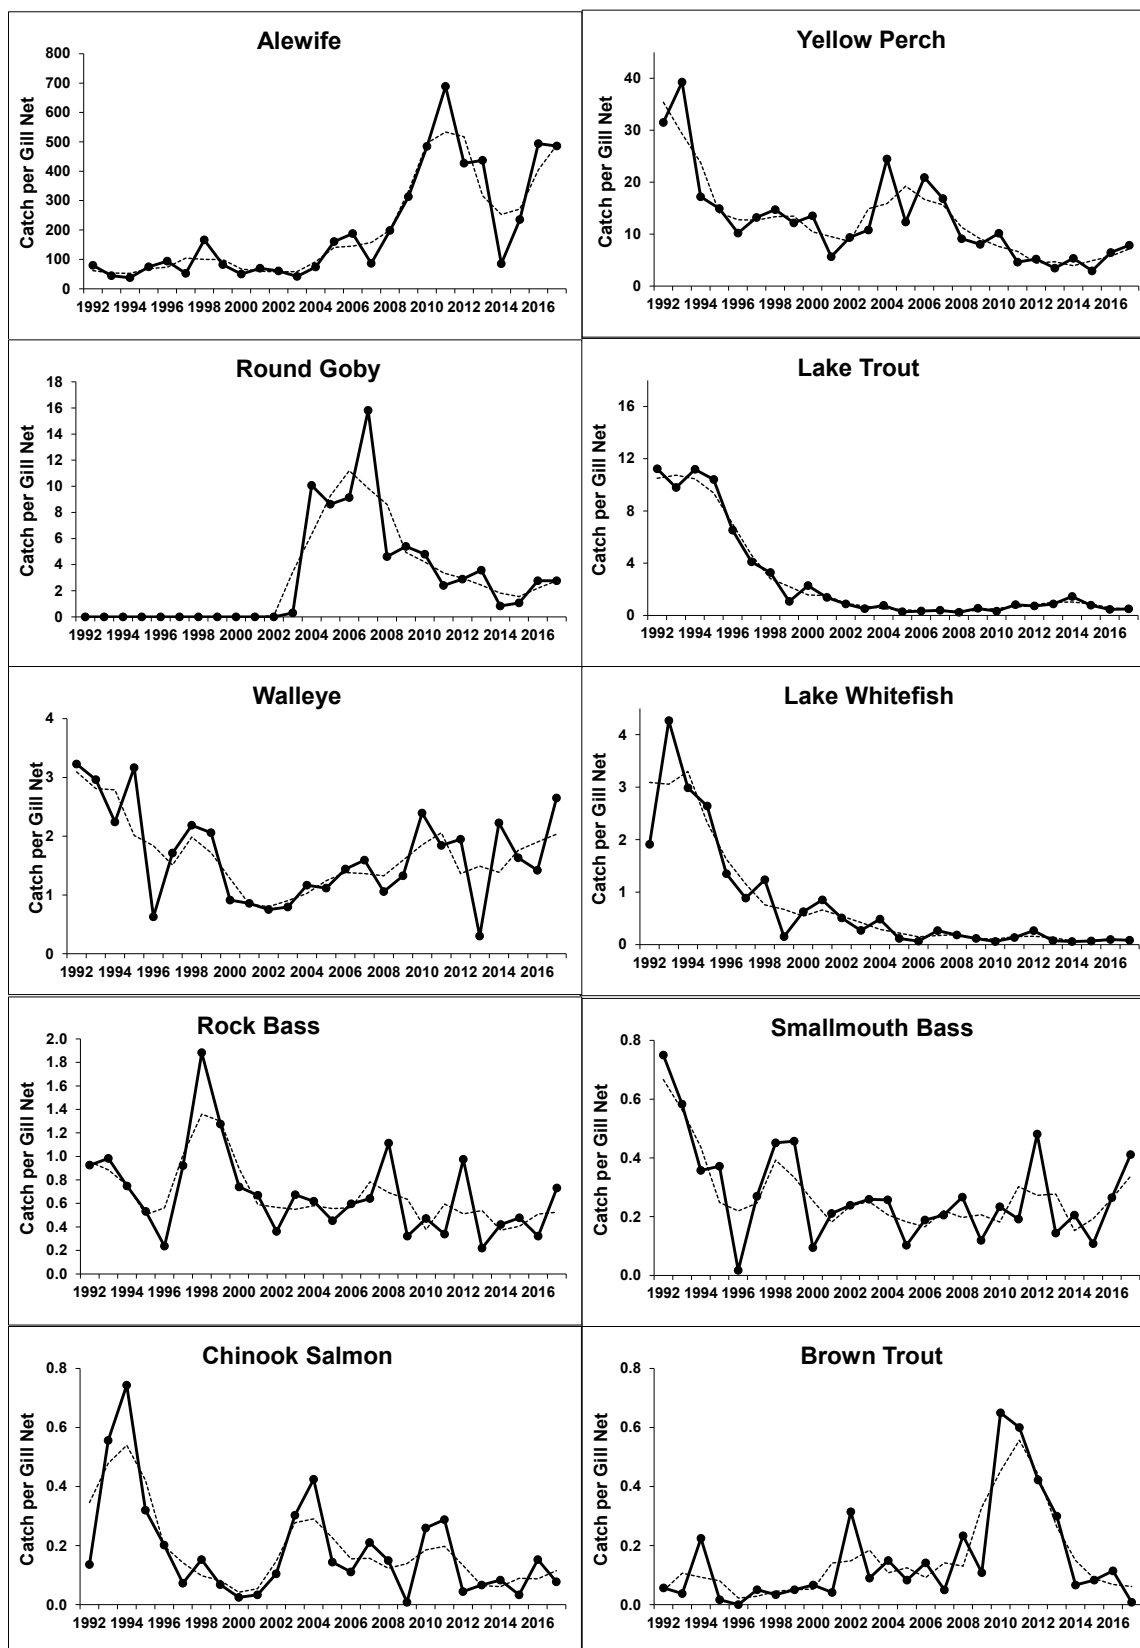 Alewife
Catch per Gill Net
800
700
600
500
400
300
200
100
0
1992 1994 1996 1998 2000 2002 2004 2006 2008 2010 2012 2014 2016
Yellow Perch
Catch per Gill Net
40
30
20
10
0
1992 1994 1996 1998 2000 2002 2004 2006 2008 2010 2012 2014 2016
Round Goby
Catch per Gill Net
18
16
14
12
10
8
6
4
2
0
1992 1994 1996 1998 2000 2002 2004 2006 2008 2010 2012 2014 2016
Lake Trout
Catch per Gill Net
16
12
8
4
0
1992 1994 1996 1998 2000 2002 2004 2006 2008 2010 2012 2014 2016
Walleye
Catch per Gill Net
4
3
2
1
0
1992 1994 1996 1998 2000 2002 2004 2006 2008 2010 2012 2014 2016
Lake Whitefish
Catch per Gill Net
4
3
2
1
0
1992 1994 1996 1998 2000 2002 2004 2006 2008 2010 2012 2014 2016
Rock Bass
Catch per Gill Net
2.0
1.8
1.6
1.4
1.2
1.0
0.8
0.6
0.4
0.2
0.0
1992 1994 1996 1998 2000 2002 2004 2006 2008 2010 2012 2014 2016
Smallmouth Bass
Catch per Gill Net
0.8
0.6
0.4
0.2
0.0
1992 1994 1996 1998 2000 2002 2004 2006 2008 2010 2012 2014 2016
Chinook Salmon
Catch per Gill Net
0.8
0.6
0.4
0.2
0.0
1992 1994 1996 1998 2000 2002 2004 2006 2008 2010 2012 2014 2016
Brown Trout
Catch per Gill Net
0.8
0.6
0.4
0.2
0.0
1992 1994 1996 1998 2000 2002 2004 2006 2008 2010 2012 2014 2016